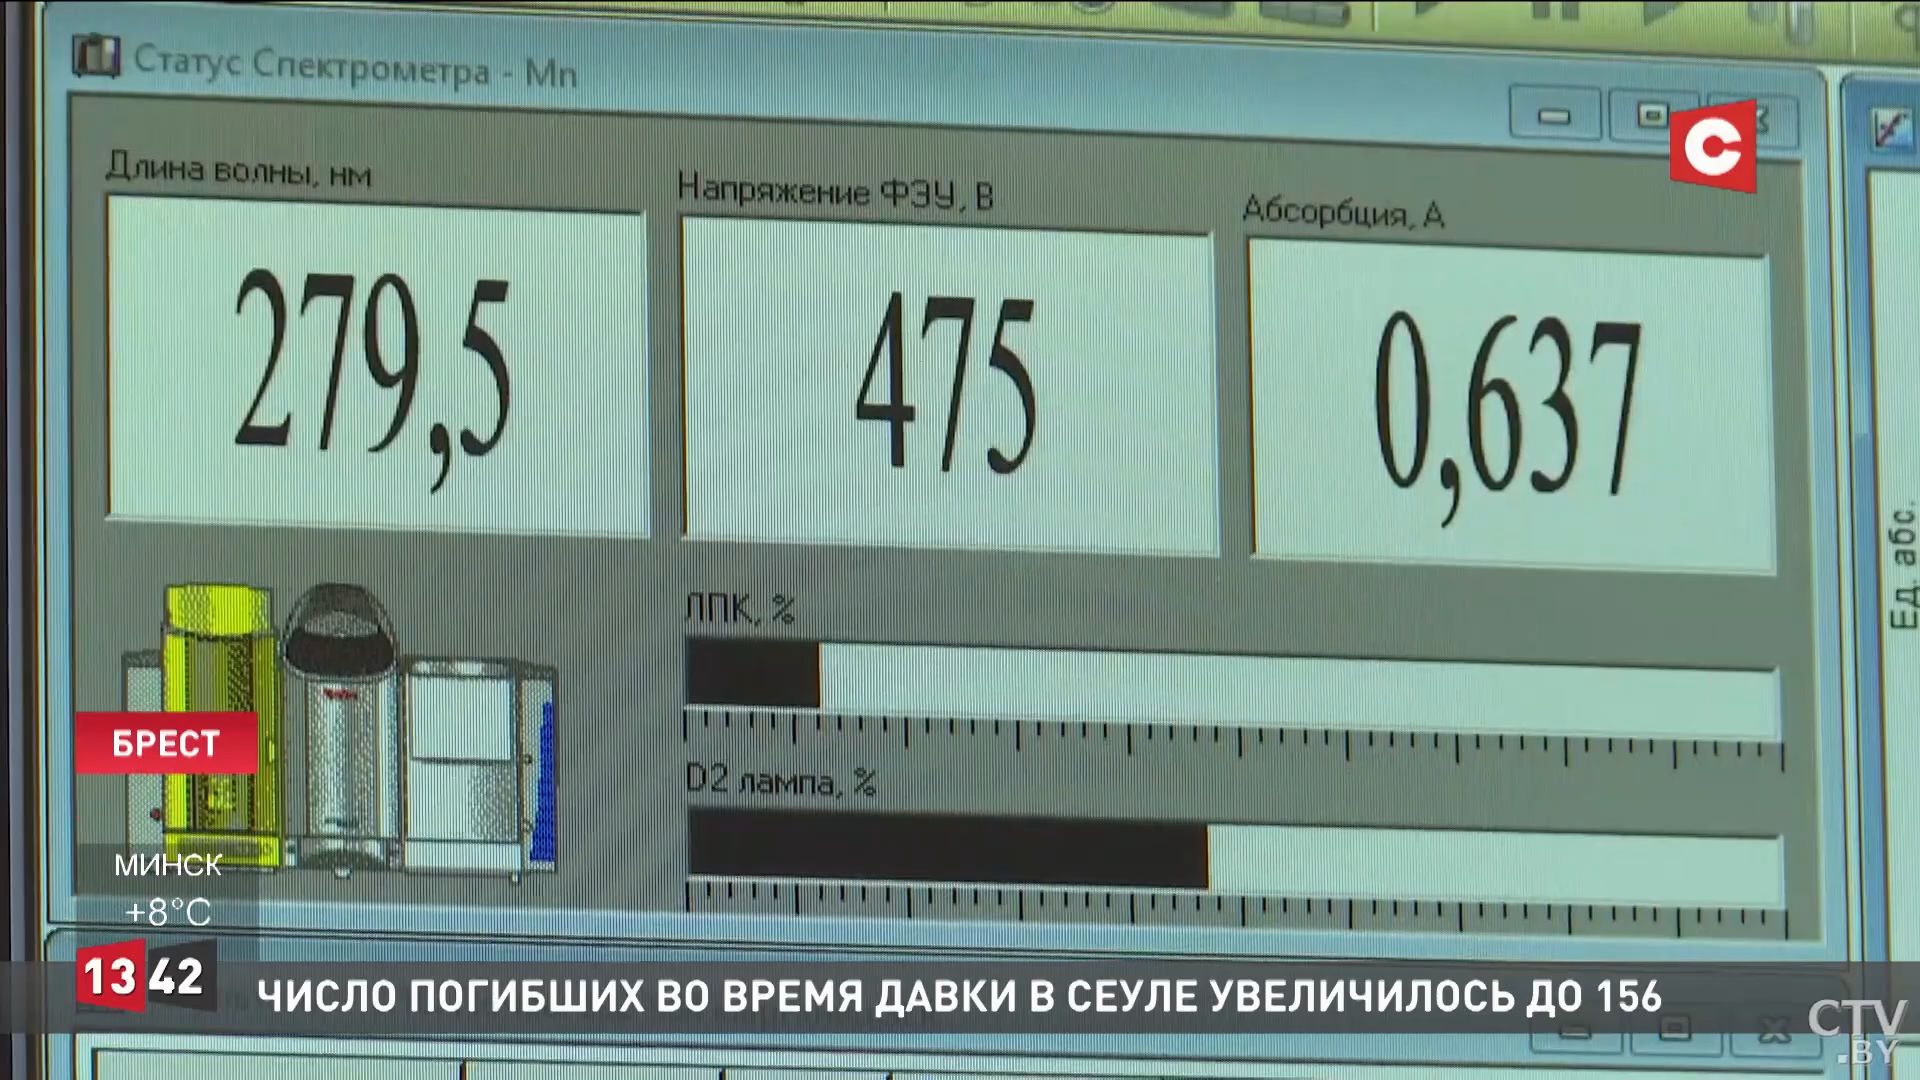 Статус Спектрометра - Mn
Длина волны, нм
Напряжение ФЭУ, В
Абсорбция, А
279,5
475
0,637
ЛПК, %
D2 лампа, %
Ед. абс.
С
БРЕСТ
МИНСК
+8°C
13 42
ЧИСЛО ПОГИБШИХ ВО ВРЕМЯ ДАВКИ В СЕУЛЕ УВЕЛИЧИЛОСЬ ДО 156
CTV
.BY